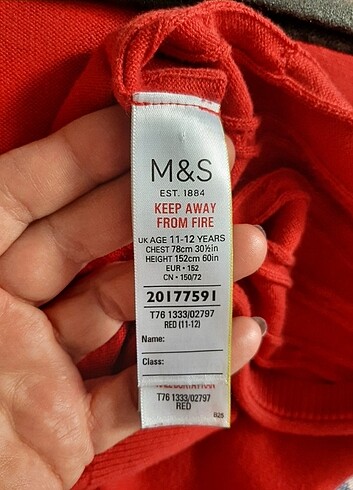 M&S
EST. 1884
KEEP AWAY
FROM FIRE
UK AGE 11-12 YEARS
CHEST 78cm 30½in
HEIGHT 152cm 60in
EUR • 152
CN • 150/72
20177591
T76 1333/02797
RED (11-12)
Name:
Class:
T76 1333/02797
RED